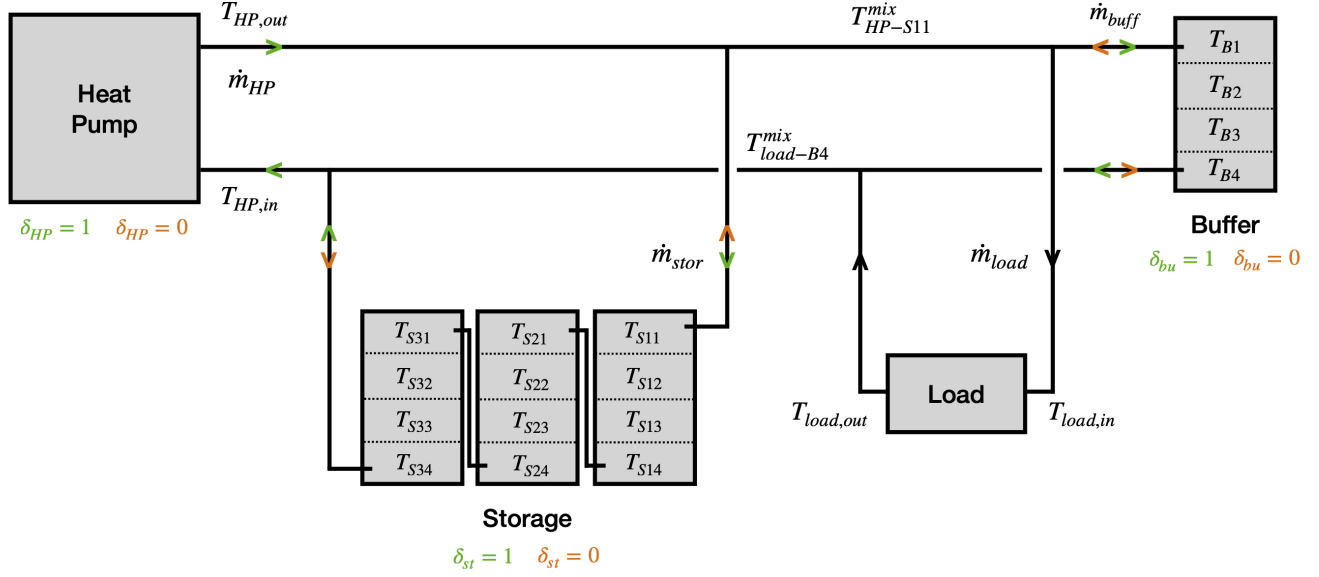 T_{HP,out}
T^{mix}_{HP−S11}
ṁ_{buff}
Heat
Pump
ṁ_{HP}
T_{B1}
T_{B2}
T_{B3}
T_{B4}
T^{mix}_{load−B4}
T_{HP,in}
δ_{HP} = 1 δ_{HP} = 0
Buffer
δ_{bu} = 1 δ_{bu} = 0
ṁ_{stor}
ṁ_{load}
T_{S31} T_{S21} T_{S11}
T_{S32} T_{S22} T_{S12}
T_{S33} T_{S23} T_{S13}
T_{S34} T_{S24} T_{S14}
Load
T_{load,out} T_{load,in}
Storage
δ_{st} = 1 δ_{st} = 0